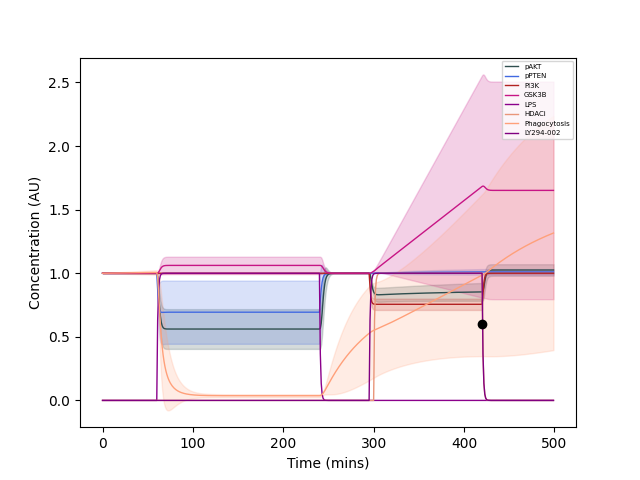 2.5
2.0
1.5
1.0
0.5
0.0
Concentration (AU)
0
100
200
300
400
500
Time (mins)
pAKT
pPTEN
PI3K
GSK3B
LPS
HDACi
Phagocytosis
LY294-002